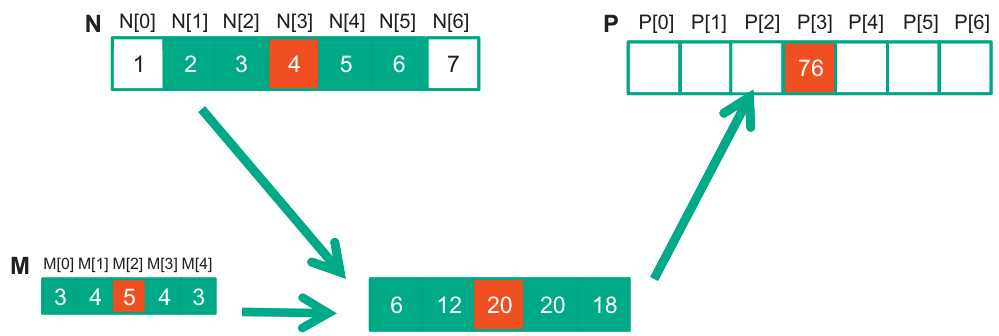 N N[0] N[1] N[2] N[3] N[4] N[5] N[6]
1 2 3 4 5 6 7
P P[0] P[1] P[2] P[3] P[4] P[5] P[6]
76
M M[0] M[1] M[2] M[3] M[4]
3 4 5 4 3
6 12 20 20 18